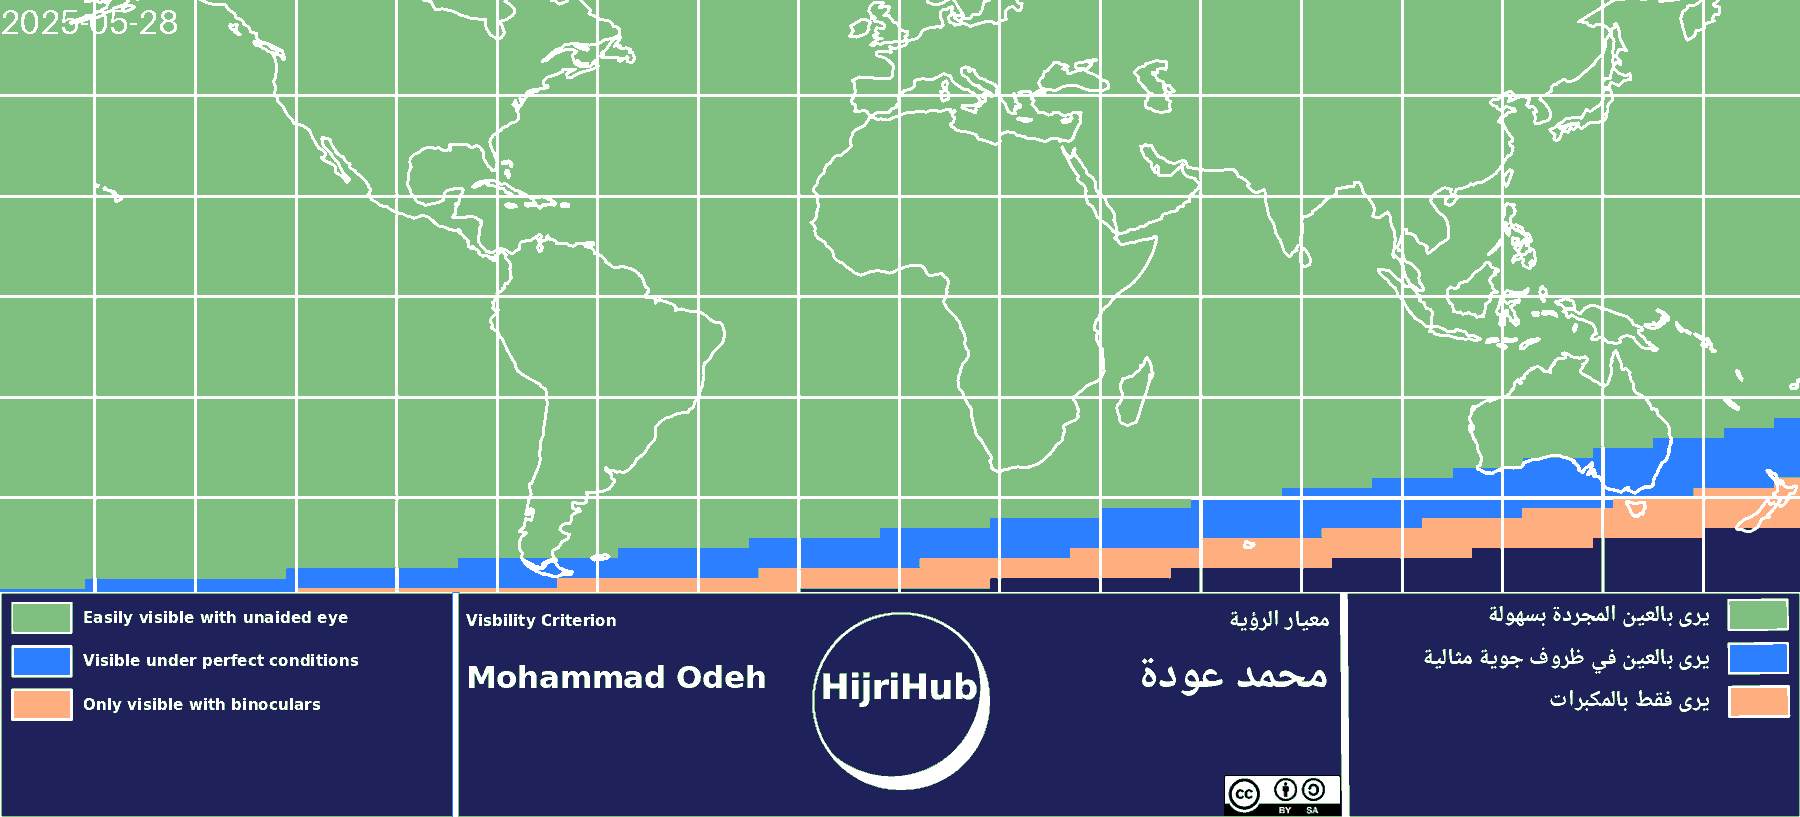 2025-05-28
Easily visible with unaided eye
Visible under perfect conditions
Only visible with binoculars
Visbility Criterion
Mohammad Odeh
HijriHub
معيار الرؤية
محمد عودة
cc
BY SA
يرى بالعين المجردة بسهولة
يرى بالعين في ظروف جوية مثالية
يرى فقط بالمكبرات